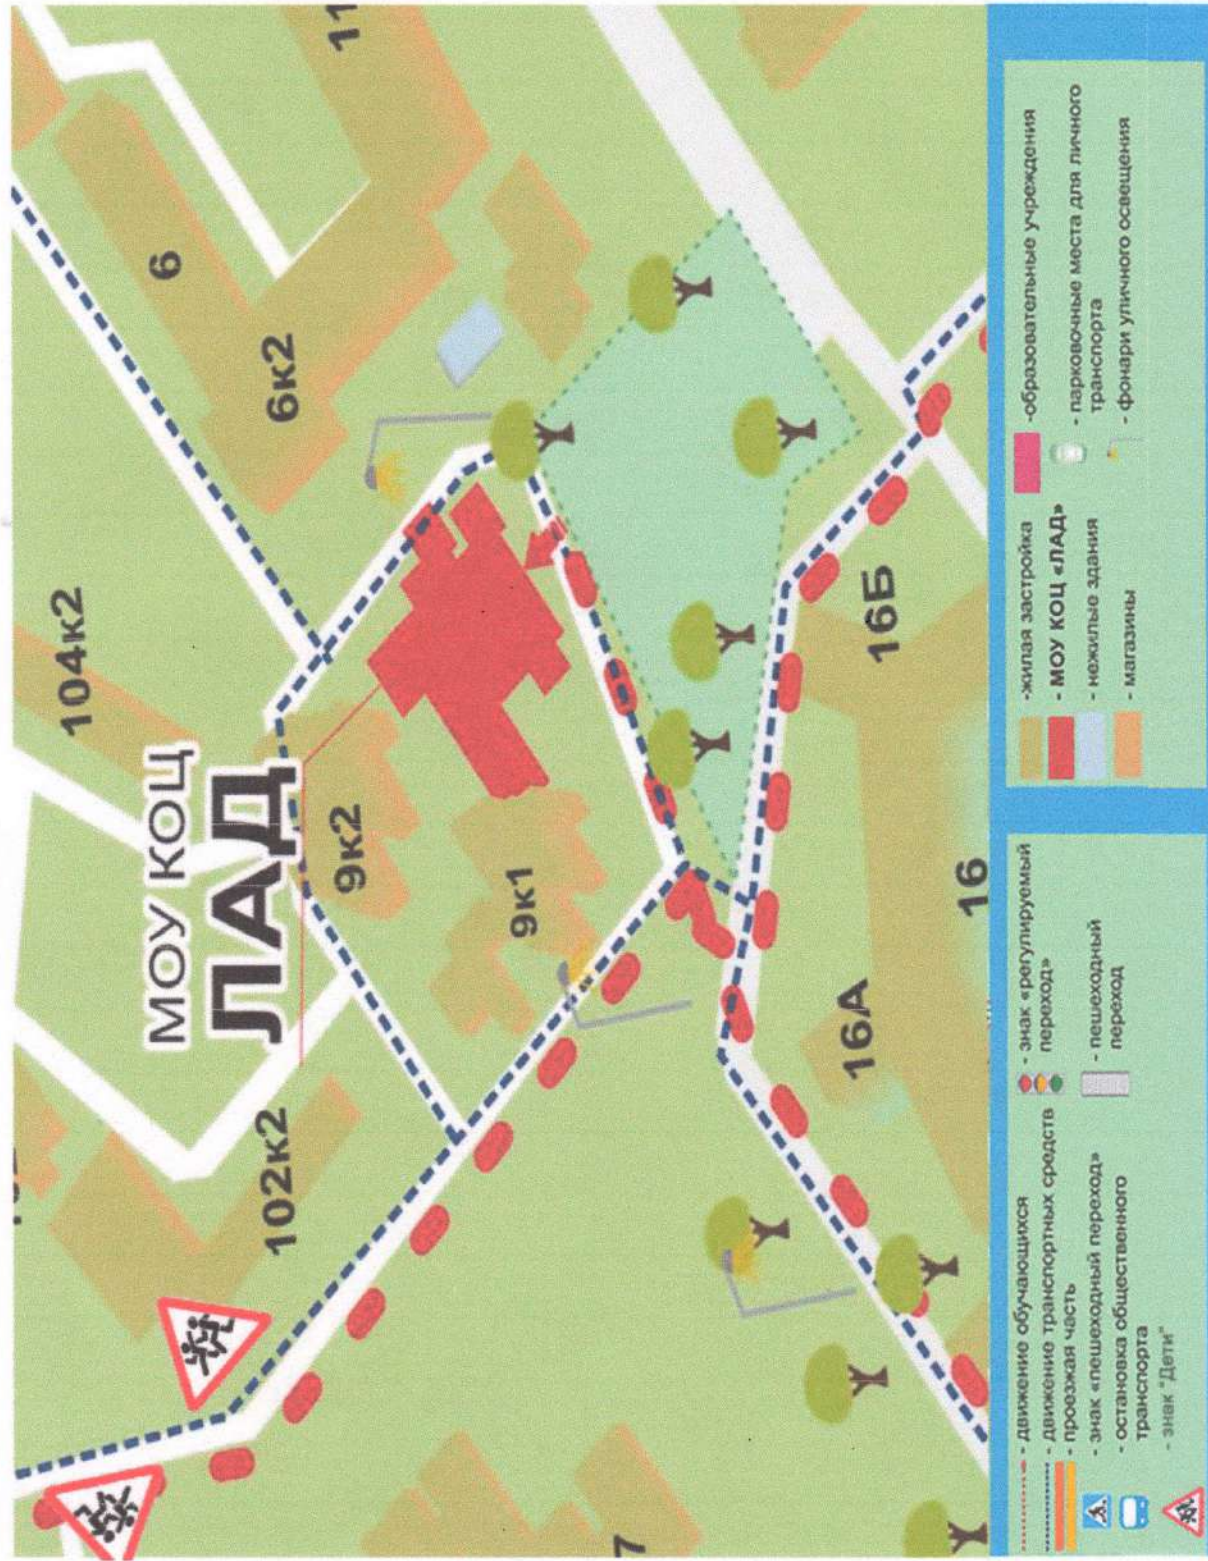 11
6
104к2
6к2
МОУ КОЦ
ЛАД
9к2
102к2
9к1
16Б
16А
16
7
- движение обучающихся
- движение транспортных средств
- проезжая часть
- знак «пешеходный переход»
- остановка общественного
транспорта
- знак "Дети"
- знак «регулируемый
переход»
- пешеходный
переход
-жилая застройка
- МОУ КОЦ «ЛАД»
- нежилые здания
- магазины
-образовательные учреждения
- парковочные места для личного
транспорта
- фонари уличного освещения